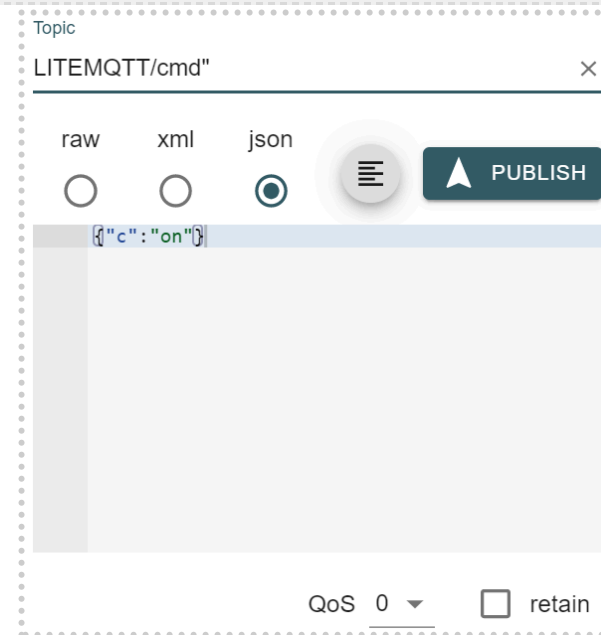 Topic
LITEMQTT/cmd"
raw xml json
PUBLISH
{"c":"on"}
QoS 0 retain